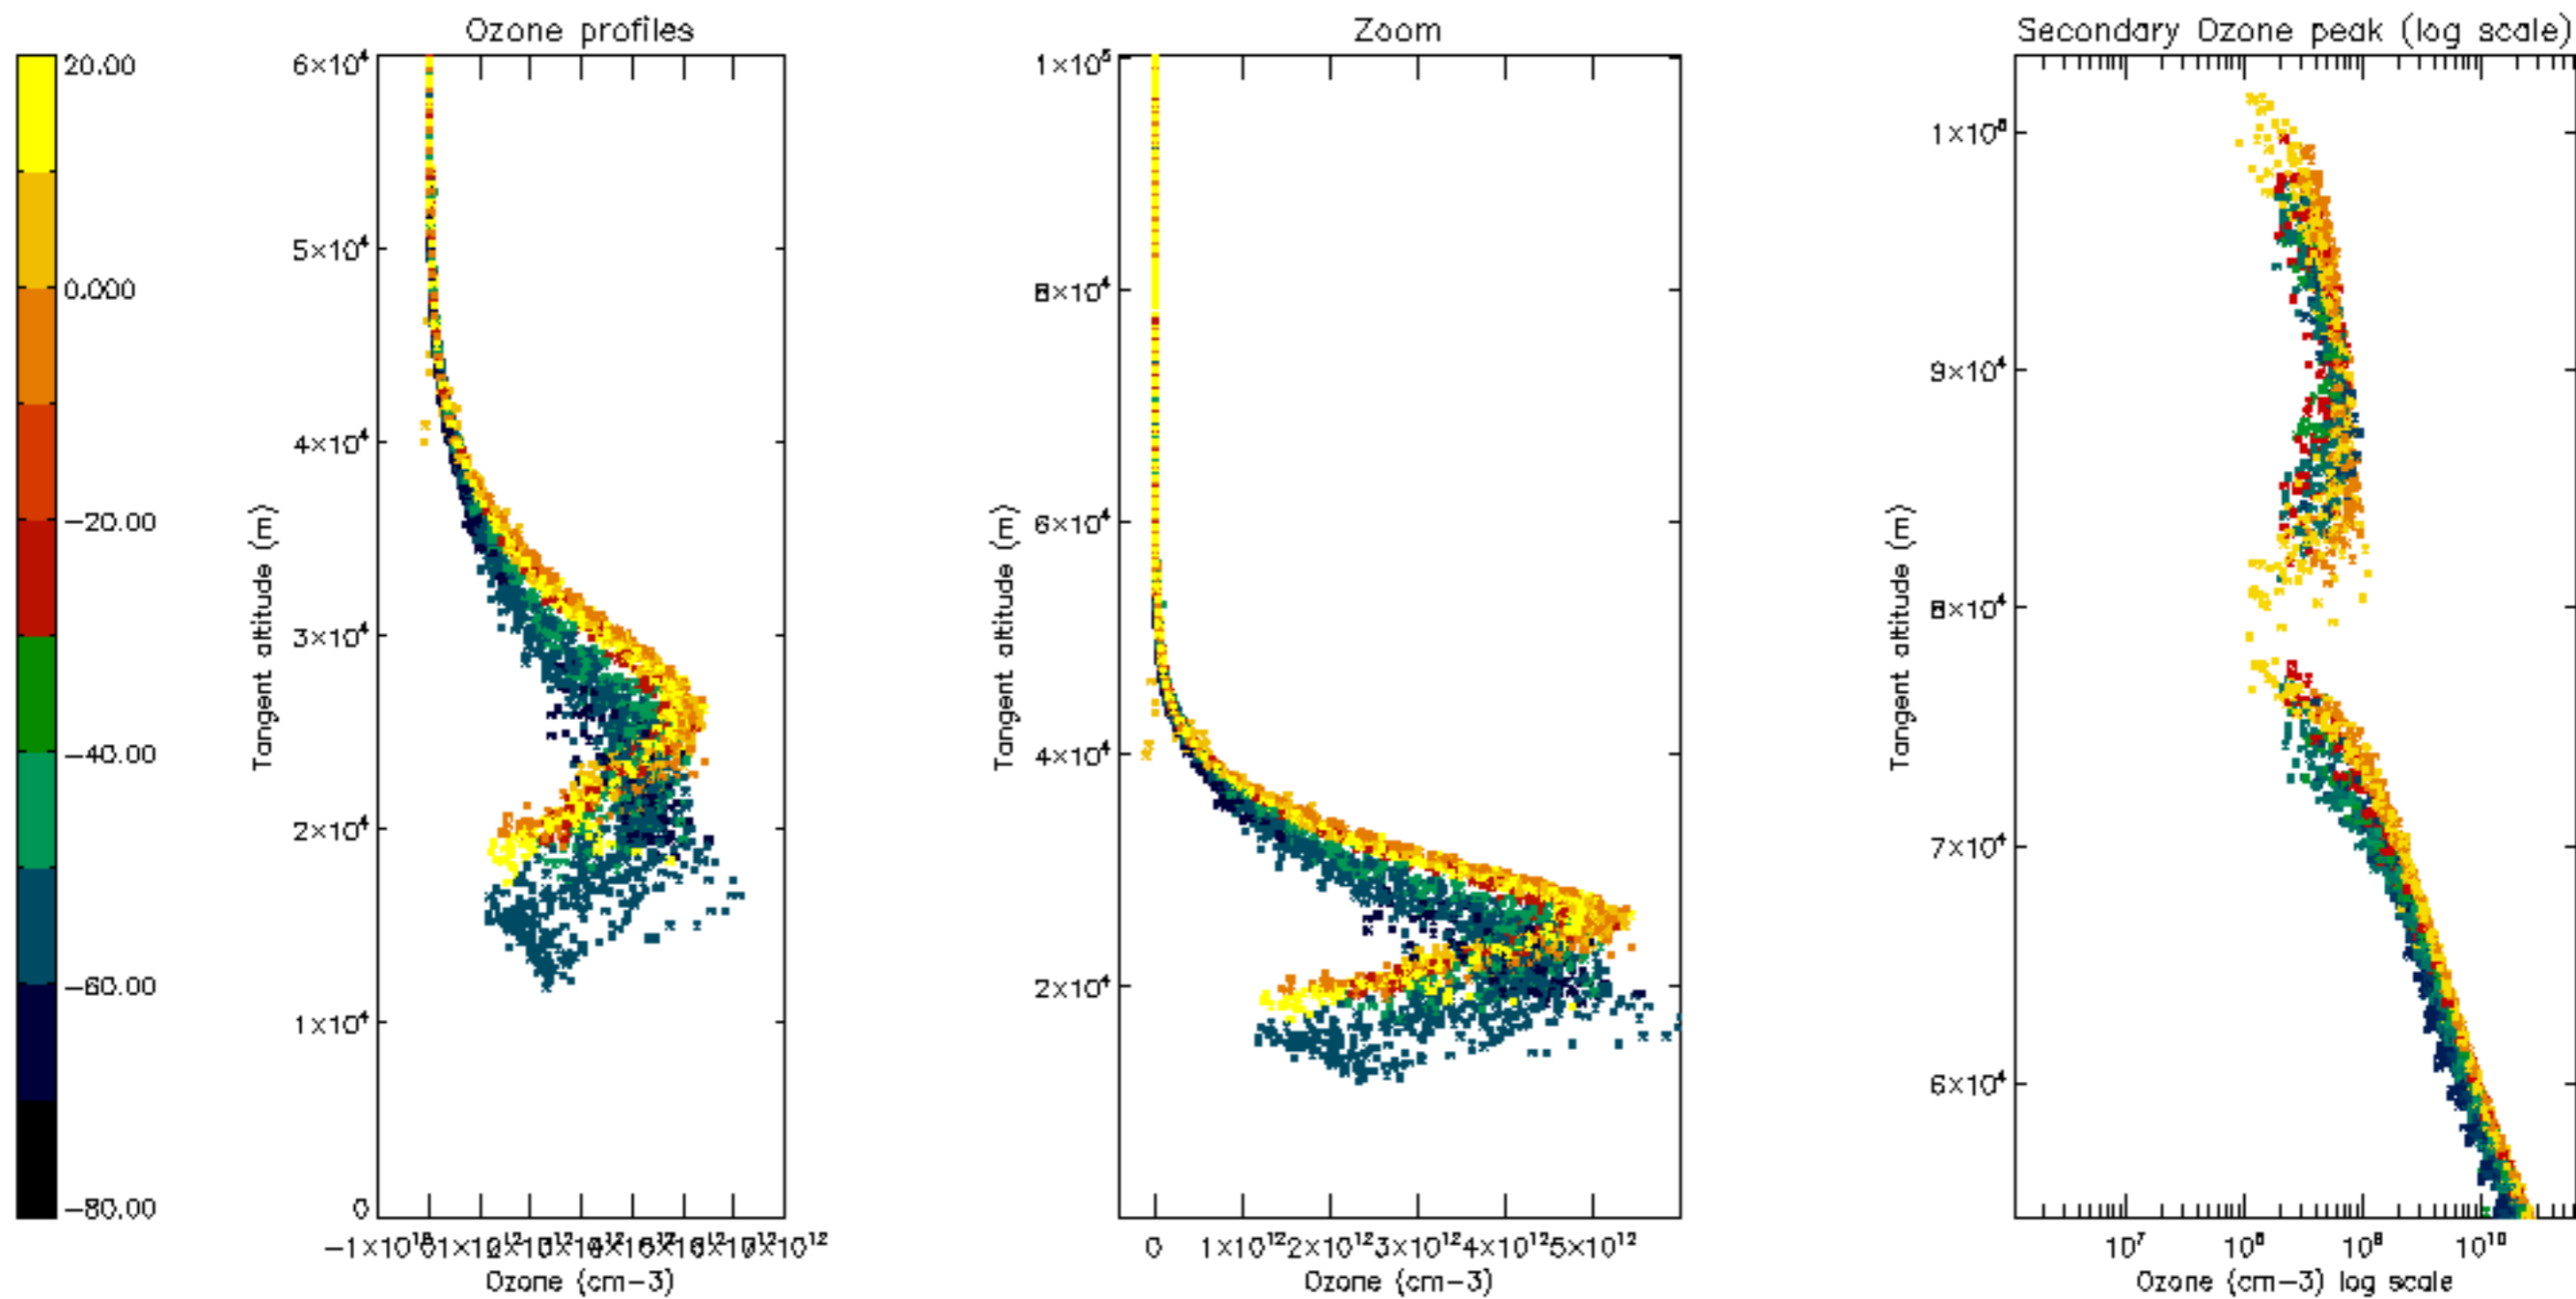 Ozone profiles
Zoom
Secondary Ozone peak (log scale)
20.00
0.000
−20.00
−40.00
−60.00
−80.00
6×10⁴
5×10⁴
4×10⁴
3×10⁴
2×10⁴
1×10⁴
0
Tangent altitude (m)
Ozone (cm−3)
1×10⁵
8×10⁴
6×10⁴
4×10⁴
2×10⁴
Tangent altitude (m)
0 1×10¹² 2×10¹² 3×10¹² 4×10¹² 5×10¹²
Ozone (cm−3)
9×10⁴
8×10⁴
7×10⁴
6×10⁴
Tangent altitude (m)
10⁷ 10⁸ 10⁹ 10¹⁰
Ozone (cm−3) log scale